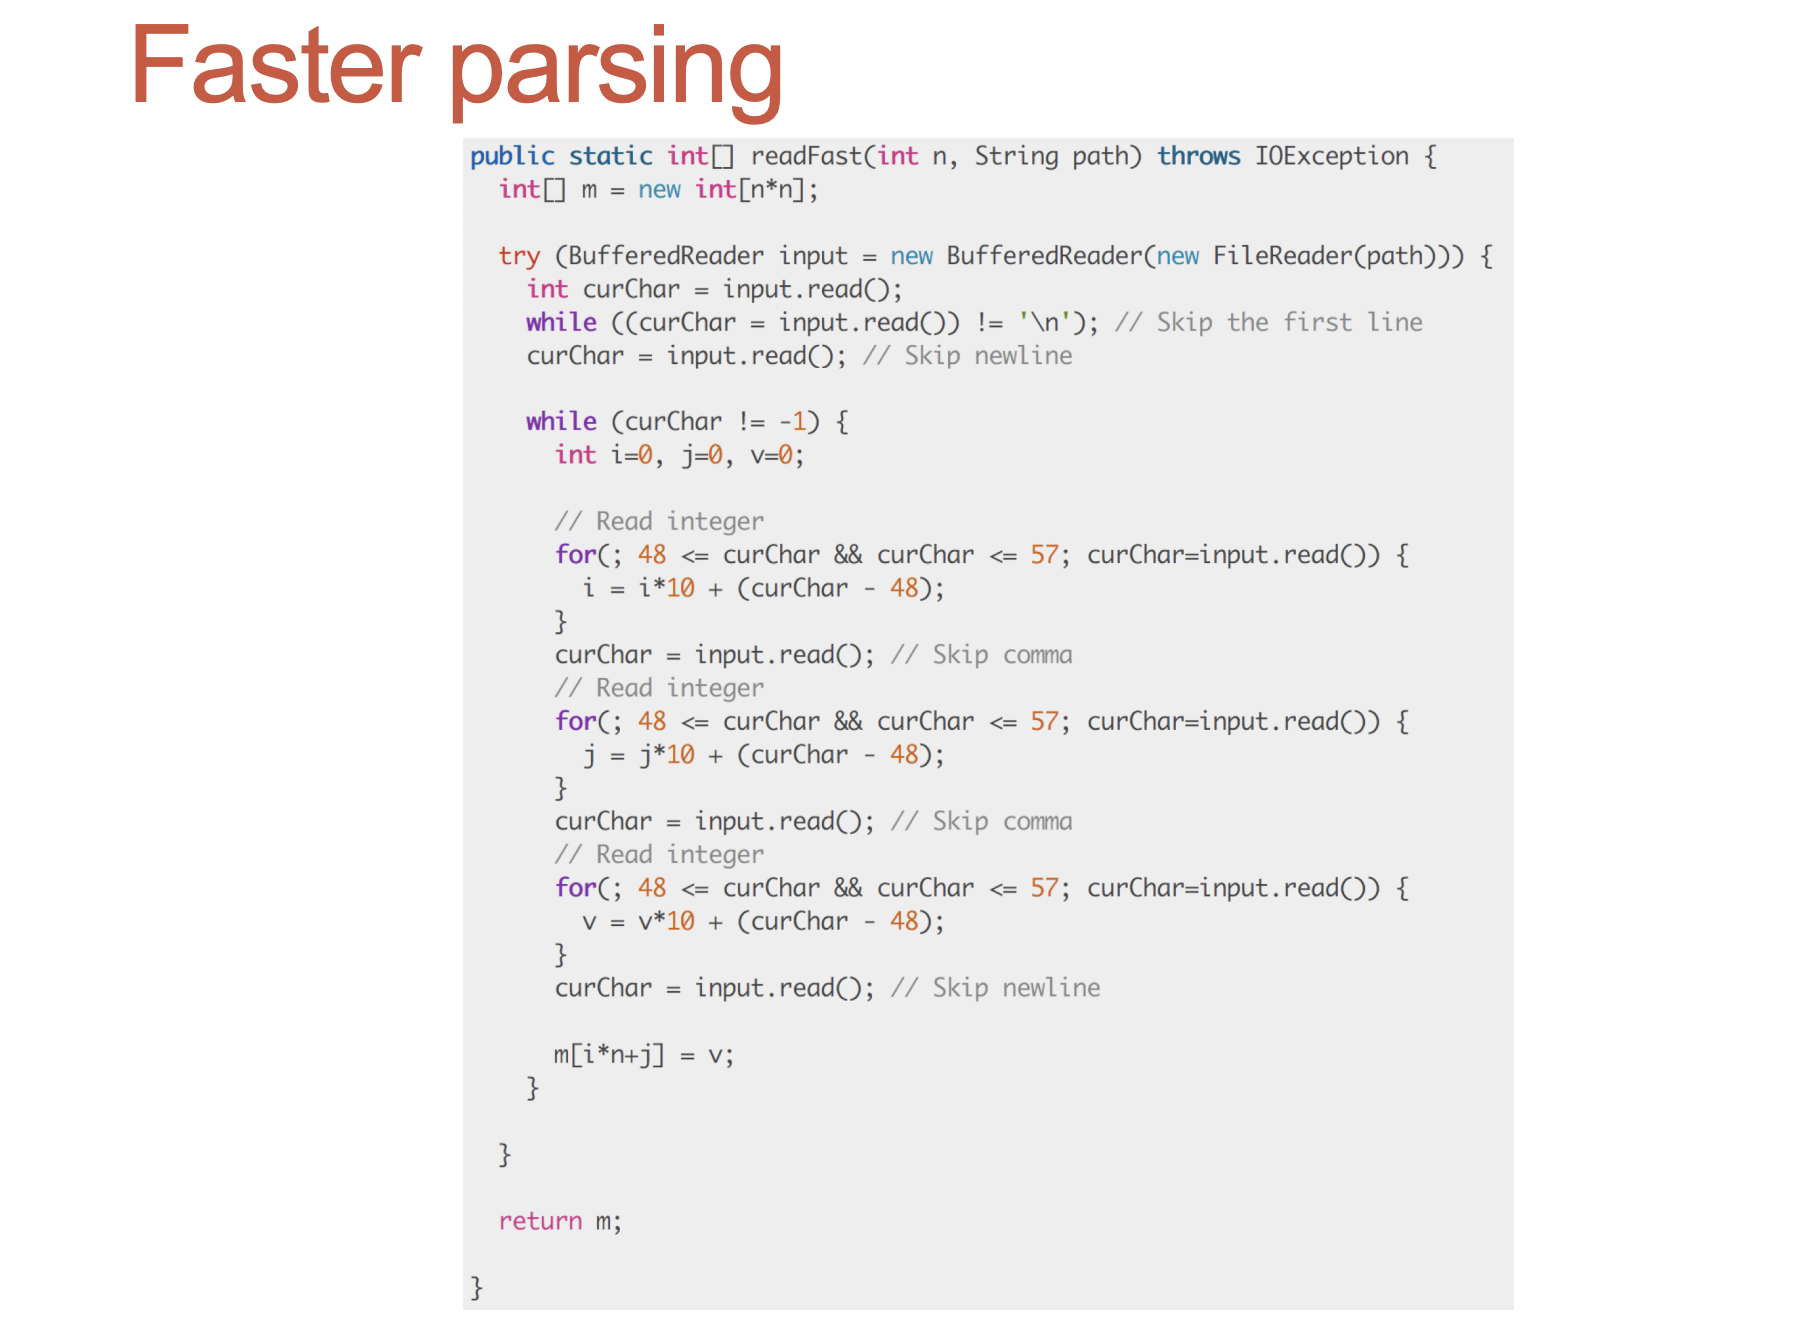 Faster parsing
public static int[] readFast(int n, String path) throws IOException {
int[] m = new int[n*n];
try (BufferedReader input = new BufferedReader(new FileReader(path))) {
int curChar = input.read();
while ((curChar = input.read()) != '\n'); // Skip the first line
curChar = input.read(); // Skip newline
while (curChar != -1) {
int i=0, j=0, v=0;
// Read integer
for(; 48 <= curChar && curChar <= 57; curChar=input.read()) {
i = i*10 + (curChar - 48);
}
curChar = input.read(); // Skip comma
// Read integer
for(; 48 <= curChar && curChar <= 57; curChar=input.read()) {
j = j*10 + (curChar - 48);
}
curChar = input.read(); // Skip comma
// Read integer
for(; 48 <= curChar && curChar <= 57; curChar=input.read()) {
v = v*10 + (curChar - 48);
}
curChar = input.read(); // Skip newline
m[i*n+j] = v;
}
}
return m;
}